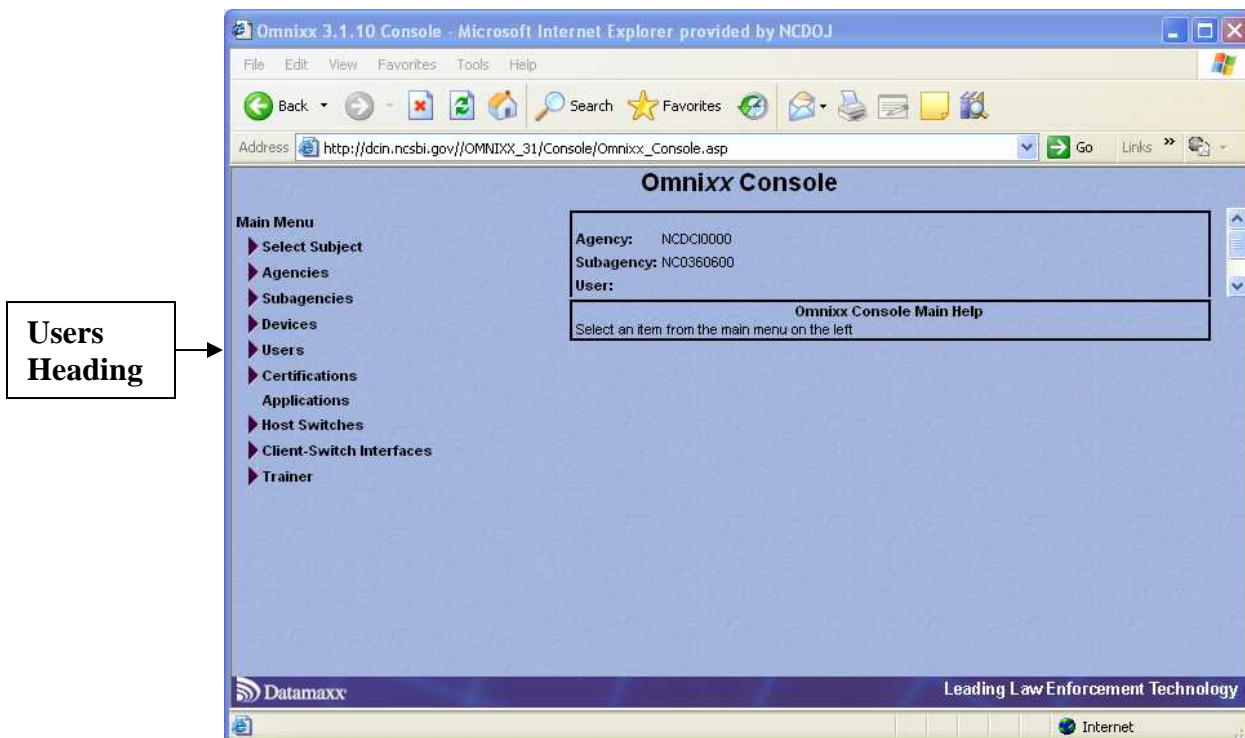 Omnixx 3.1.10 Console - Microsoft Internet Explorer provided by NCDOJ
File Edit View Favorites Tools Help
Back Search Favorites
Address http://dcin.ncsbi.gov//OMNIXX_31/Console/Omnixx_Console.asp Go Links »
Omnixx Console
Main Menu
Select Subject
Agencies
Subagencies
Devices
Users
Certifications
Applications
Host Switches
Client-Switch Interfaces
Trainer
Agency: NCDCI0000
Subagency: NC0360600
User:
Omnixx Console Main Help
Select an item from the main menu on the left
Users
Heading
Datamaxx
Leading Law Enforcement Technology
Internet